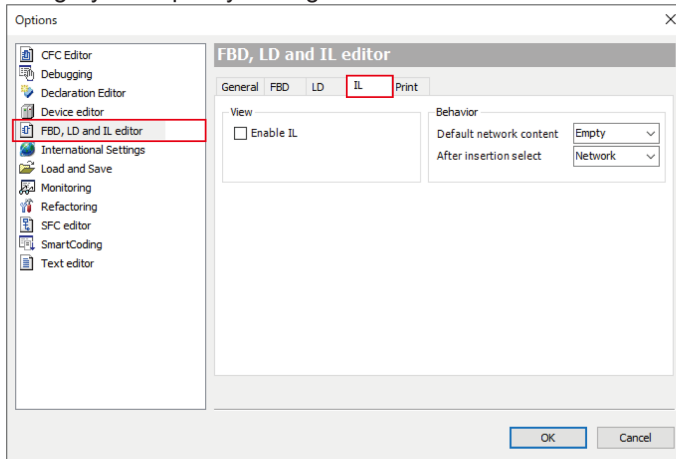 Options
CFC Editor
Debugging
Declaration Editor
Device editor
FBD, LD and IL editor
International Settings
Load and Save
Monitoring
Refactoring
SFC editor
SmartCoding
Text editor
FBD, LD and IL editor
General FBD LD IL Print
View
Enable IL
Behavior
Default network content Empty
After insertion select Network
OK Cancel